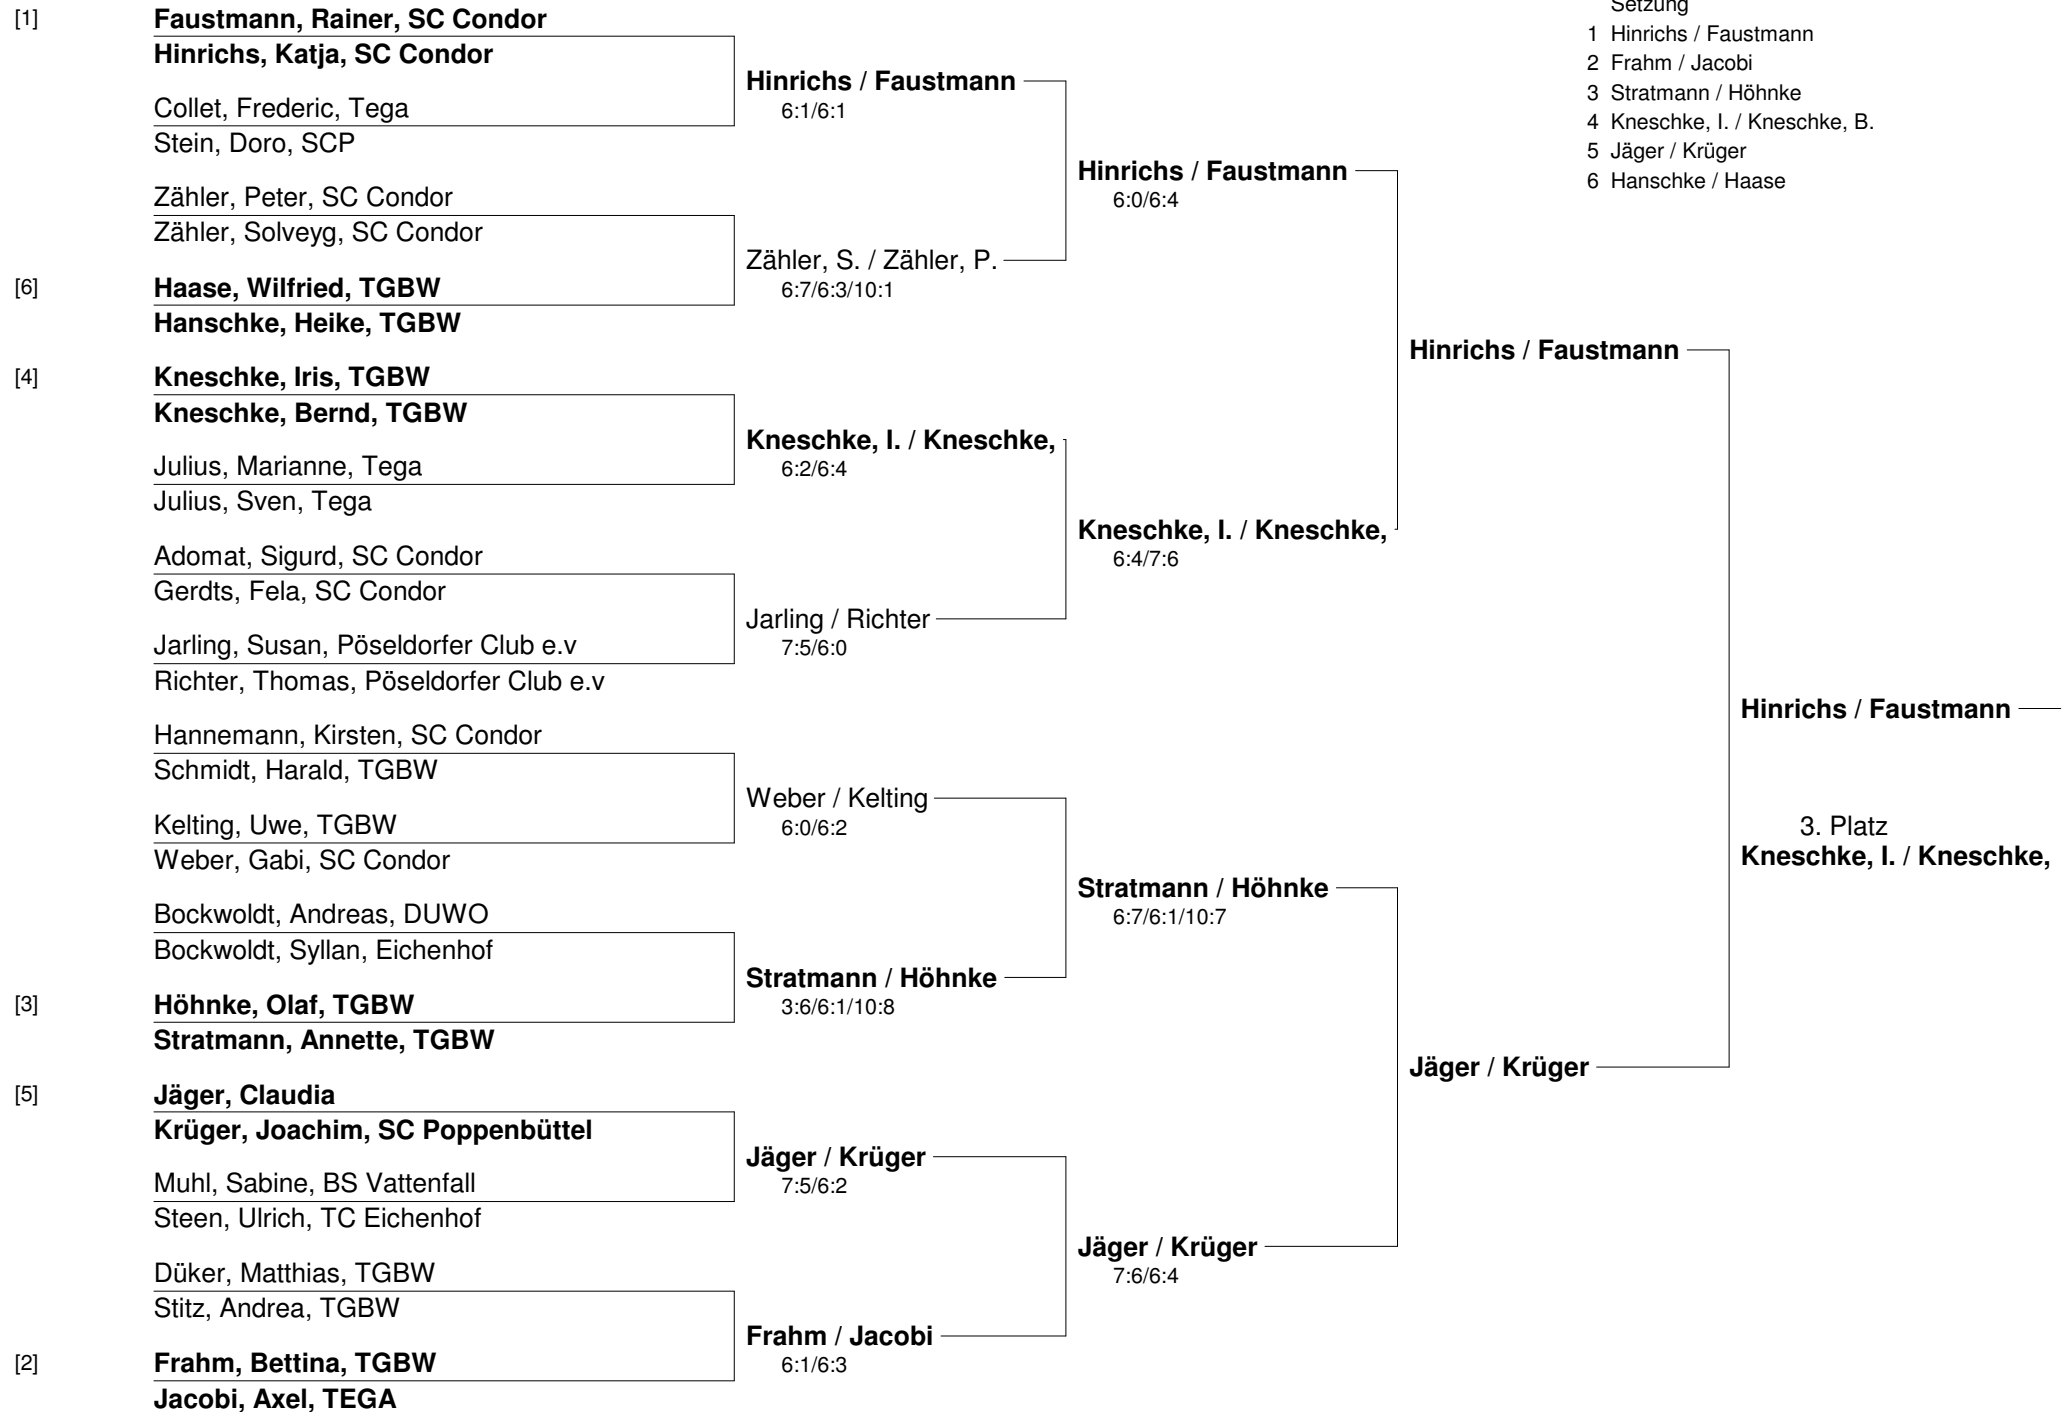 Setzung
1 Hinrichs / Faustmann
2 Frahm / Jacobi
3 Stratmann / Höhnke
4 Kneschke, I. / Kneschke, B.
5 Jäger / Krüger
6 Hanschke / Haase
[1] Faustmann, Rainer, SC Condor
Hinrichs, Katja, SC Condor
Collet, Frederic, Tega
Stein, Doro, SCP
Zähler, Peter, SC Condor
Zähler, Solveyg, SC Condor
[6] Haase, Wilfried, TGBW
Hanschke, Heike, TGBW
[4] Kneschke, Iris, TGBW
Kneschke, Bernd, TGBW
Julius, Marianne, Tega
Julius, Sven, Tega
Adomat, Sigurd, SC Condor
Gerdts, Fela, SC Condor
Jarling, Susan, Pöseldorfer Club e.v
Richter, Thomas, Pöseldorfer Club e.v
Hannemann, Kirsten, SC Condor
Schmidt, Harald, TGBW
Kelting, Uwe, TGBW
Weber, Gabi, SC Condor
Bockwoldt, Andreas, DUWO
Bockwoldt, Syllan, Eichenhof
[3] Höhnke, Olaf, TGBW
Stratmann, Annette, TGBW
[5] Jäger, Claudia
Krüger, Joachim, SC Poppenbüttel
Muhl, Sabine, BS Vattenfall
Steen, Ulrich, TC Eichenhof
Düker, Matthias, TGBW
Stitz, Andrea, TGBW
[2] Frahm, Bettina, TGBW
Jacobi, Axel, TEGA
Hinrichs / Faustmann
6:1/6:1
Zähler, S. / Zähler, P.
6:7/6:3/10:1
Kneschke, I. / Kneschke,
6:2/6:4
Jarling / Richter
7:5/6:0
Weber / Kelting
6:0/6:2
Stratmann / Höhnke
3:6/6:1/10:8
Jäger / Krüger
7:5/6:2
Frahm / Jacobi
6:1/6:3
Hinrichs / Faustmann
6:0/6:4
Kneschke, I. / Kneschke,
6:4/7:6
Stratmann / Höhnke
6:7/6:1/10:7
Jäger / Krüger
7:6/6:4
Hinrichs / Faustmann
Jäger / Krüger
Hinrichs / Faustmann
3. Platz
Kneschke, I. / Kneschke,